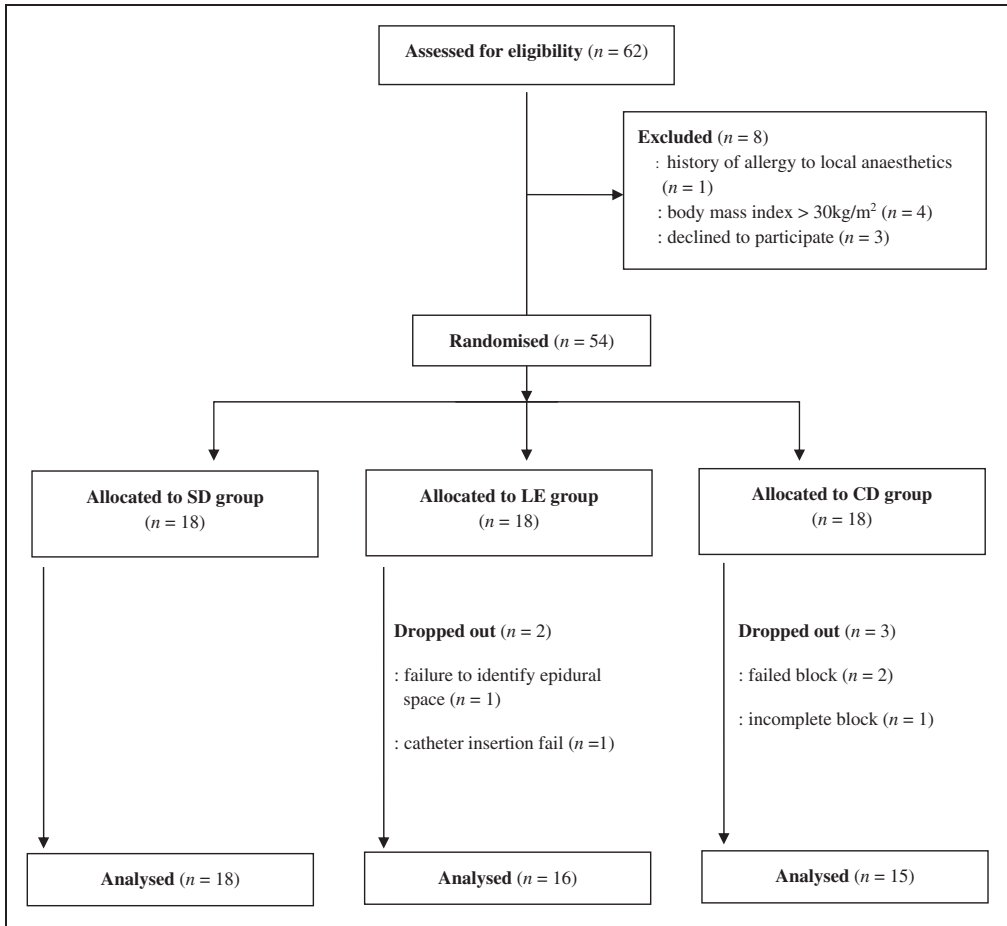 Assessed for eligibility (n = 62)
Excluded (n = 8)
: history of allergy to local anaesthetics
(n = 1)
: body mass index > 30kg/m² (n = 4)
: declined to participate (n = 3)
Randomised (n = 54)
Allocated to SD group
(n = 18)
Allocated to LE group
(n = 18)
Allocated to CD group
(n = 18)
Dropped out (n = 2)
: failure to identify epidural
space (n = 1)
: catheter insertion fail (n =1)
Dropped out (n = 3)
: failed block (n = 2)
: incomplete block (n = 1)
Analysed (n = 18)
Analysed (n = 16)
Analysed (n = 15)